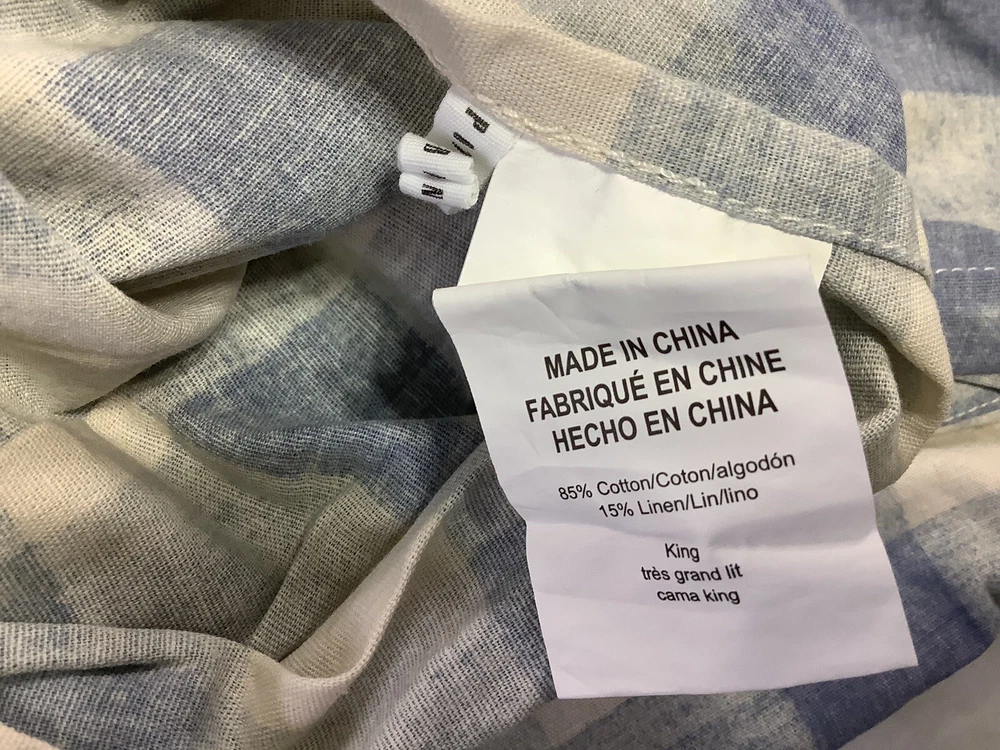 MADE IN CHINA
FABRIQUÉ EN CHINE
HECHO EN CHINA
85% Cotton/Coton/algodón
15% Linen/Lin/lino
King
très grand lit
cama king